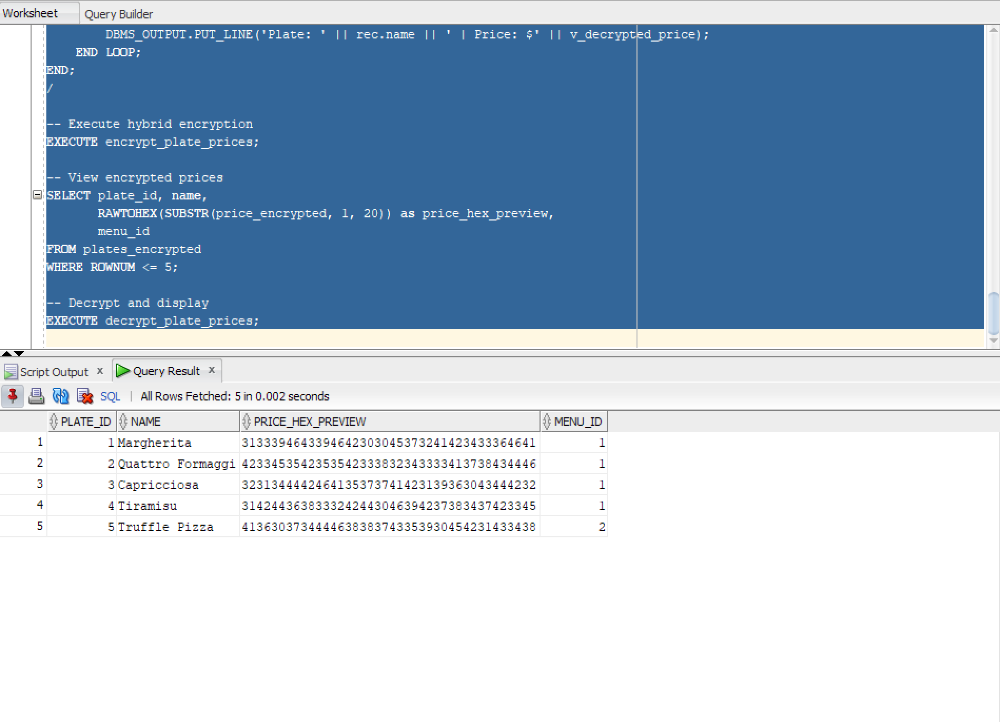 Worksheet Query Builder
DBMS_OUTPUT.PUT_LINE('Plate: ' || rec.name || ' | Price: $' || v_decrypted_price);
END LOOP;
END;
/
-- Execute hybrid encryption
EXECUTE encrypt_plate_prices;
-- View encrypted prices
SELECT plate_id, name,
RAWTOHEX(SUBSTR(price_encrypted, 1, 20)) as price_hex_preview,
menu_id
FROM plates_encrypted
WHERE ROWNUM <= 5;
-- Decrypt and display
EXECUTE decrypt_plate_prices;
Script Output x Query Result x
SQL | All Rows Fetched: 5 in 0.002 seconds
PLATE_ID NAME PRICE_HEX_PREVIEW MENU_ID
1 1 Margherita 3133394643394642303045373241423433364641 1
2 2 Quattro Formaggi 4233453542353542333832343333413738434446 1
3 3 Capricciosa 3231344442464135373741423139363043444232 1
4 4 Tiramisu 3142443638333242443046394237383437423345 1
5 5 Truffle Pizza 4136303734444638383743353930454231433438 2